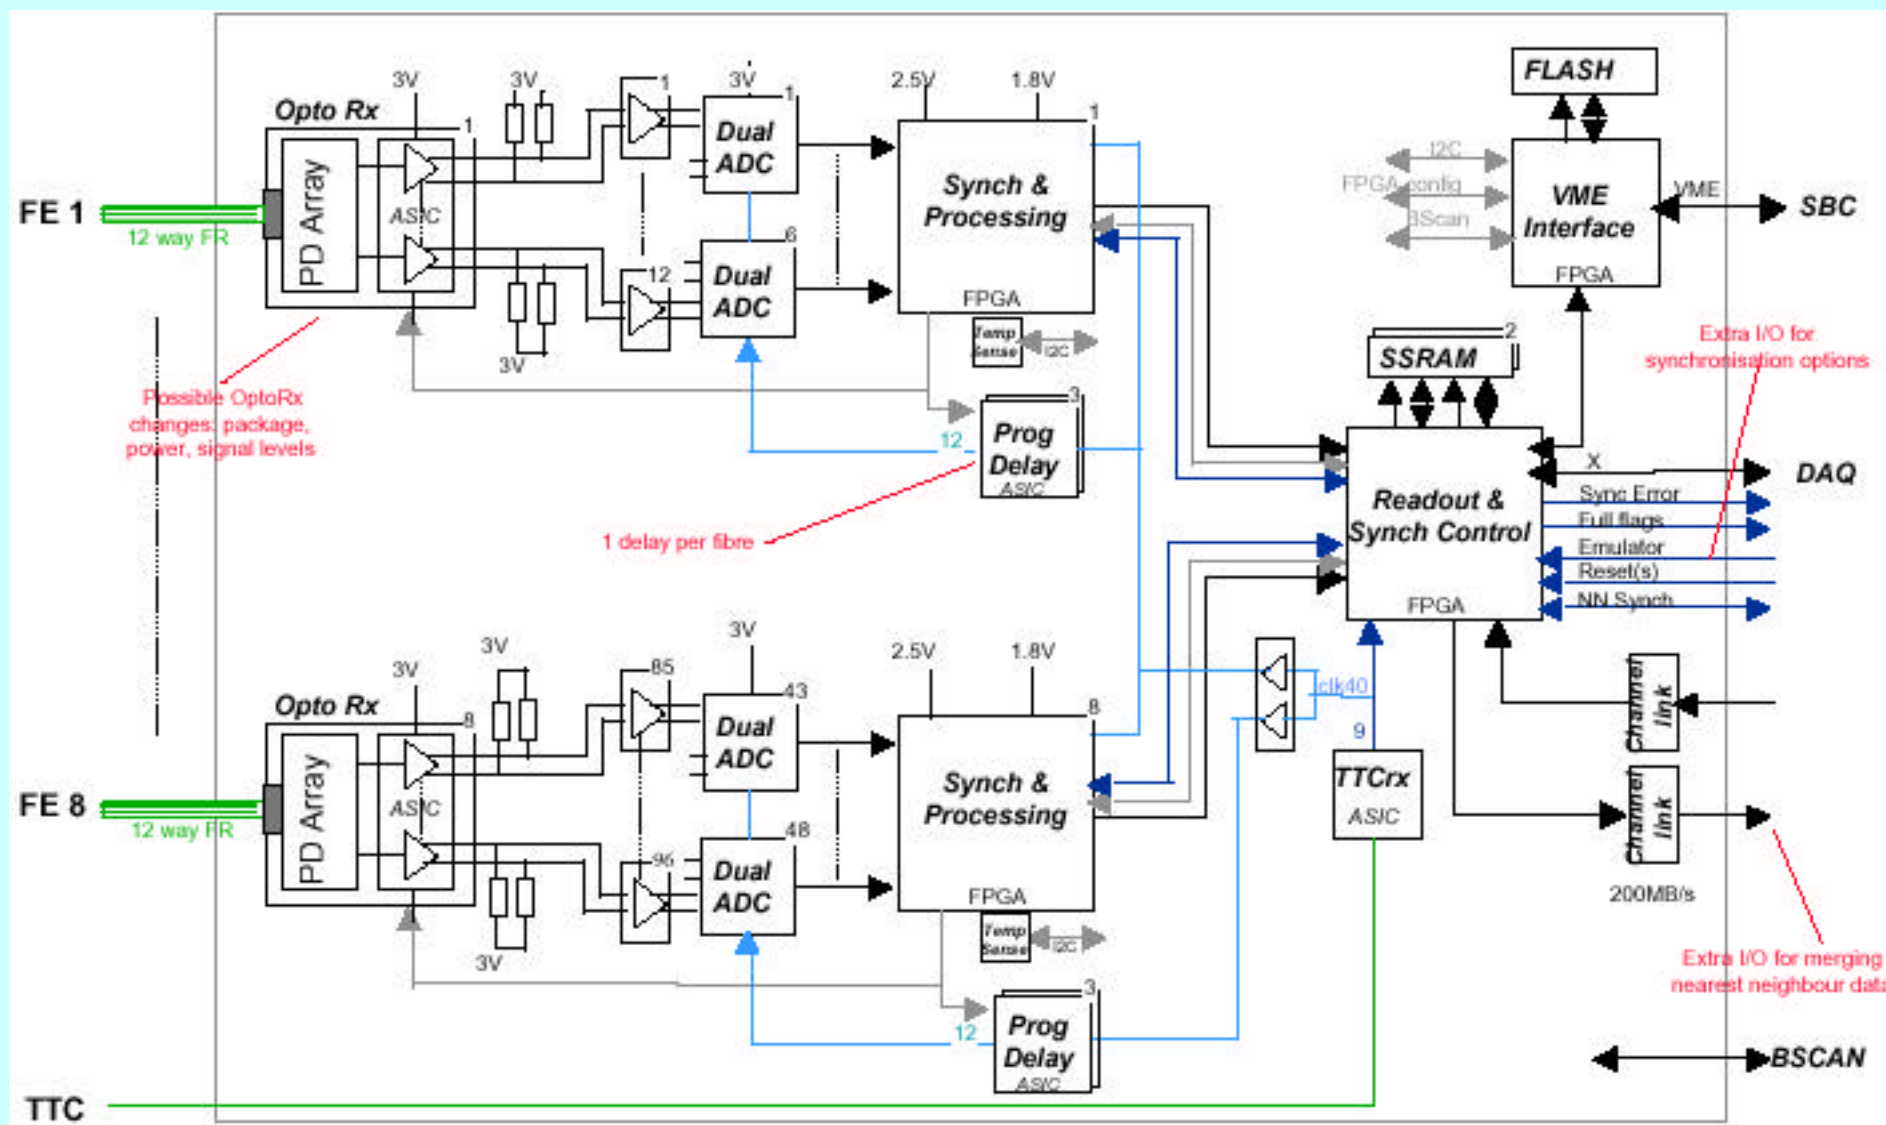 3V
3V
1
3V
2.5V
1.8V
FLASH
Opto Rx
1
1
1
Dual
ADC
PD Array
ASIC
Synch &
Processing
I2C
FPGA config
BScan
VME
Interface
FPGA
VME
SBC
FE 1
12 way FR
6
12
Dual
ADC
FPGA
3V
Temp
Sense
I2C
2
SSRAM
Extra I/O for
synchronisation options
Possible OptoRx
changes: package,
power, signal levels
3
12
Prog
Delay
ASIC
1 delay per fibre
Readout &
Synch Control
FPGA
X
DAQ
Sync Error
Full flags
Emulator
Reset(s)
NN Synch
3V
3V
3V
2.5V
1.8V
85
43
Opto Rx
8
8
Dual
ADC
clk40
9
Channel
link
PD Array
ASIC
Synch &
Processing
TTCrx
ASIC
FE 8
12 way FR
48
96
Dual
ADC
FPGA
Channel
link
200MB/s
3V
Temp
Sense
I2C
Extra I/O for merging
nearest neighbour data
3
12
Prog
Delay
ASIC
BSCAN
TTC